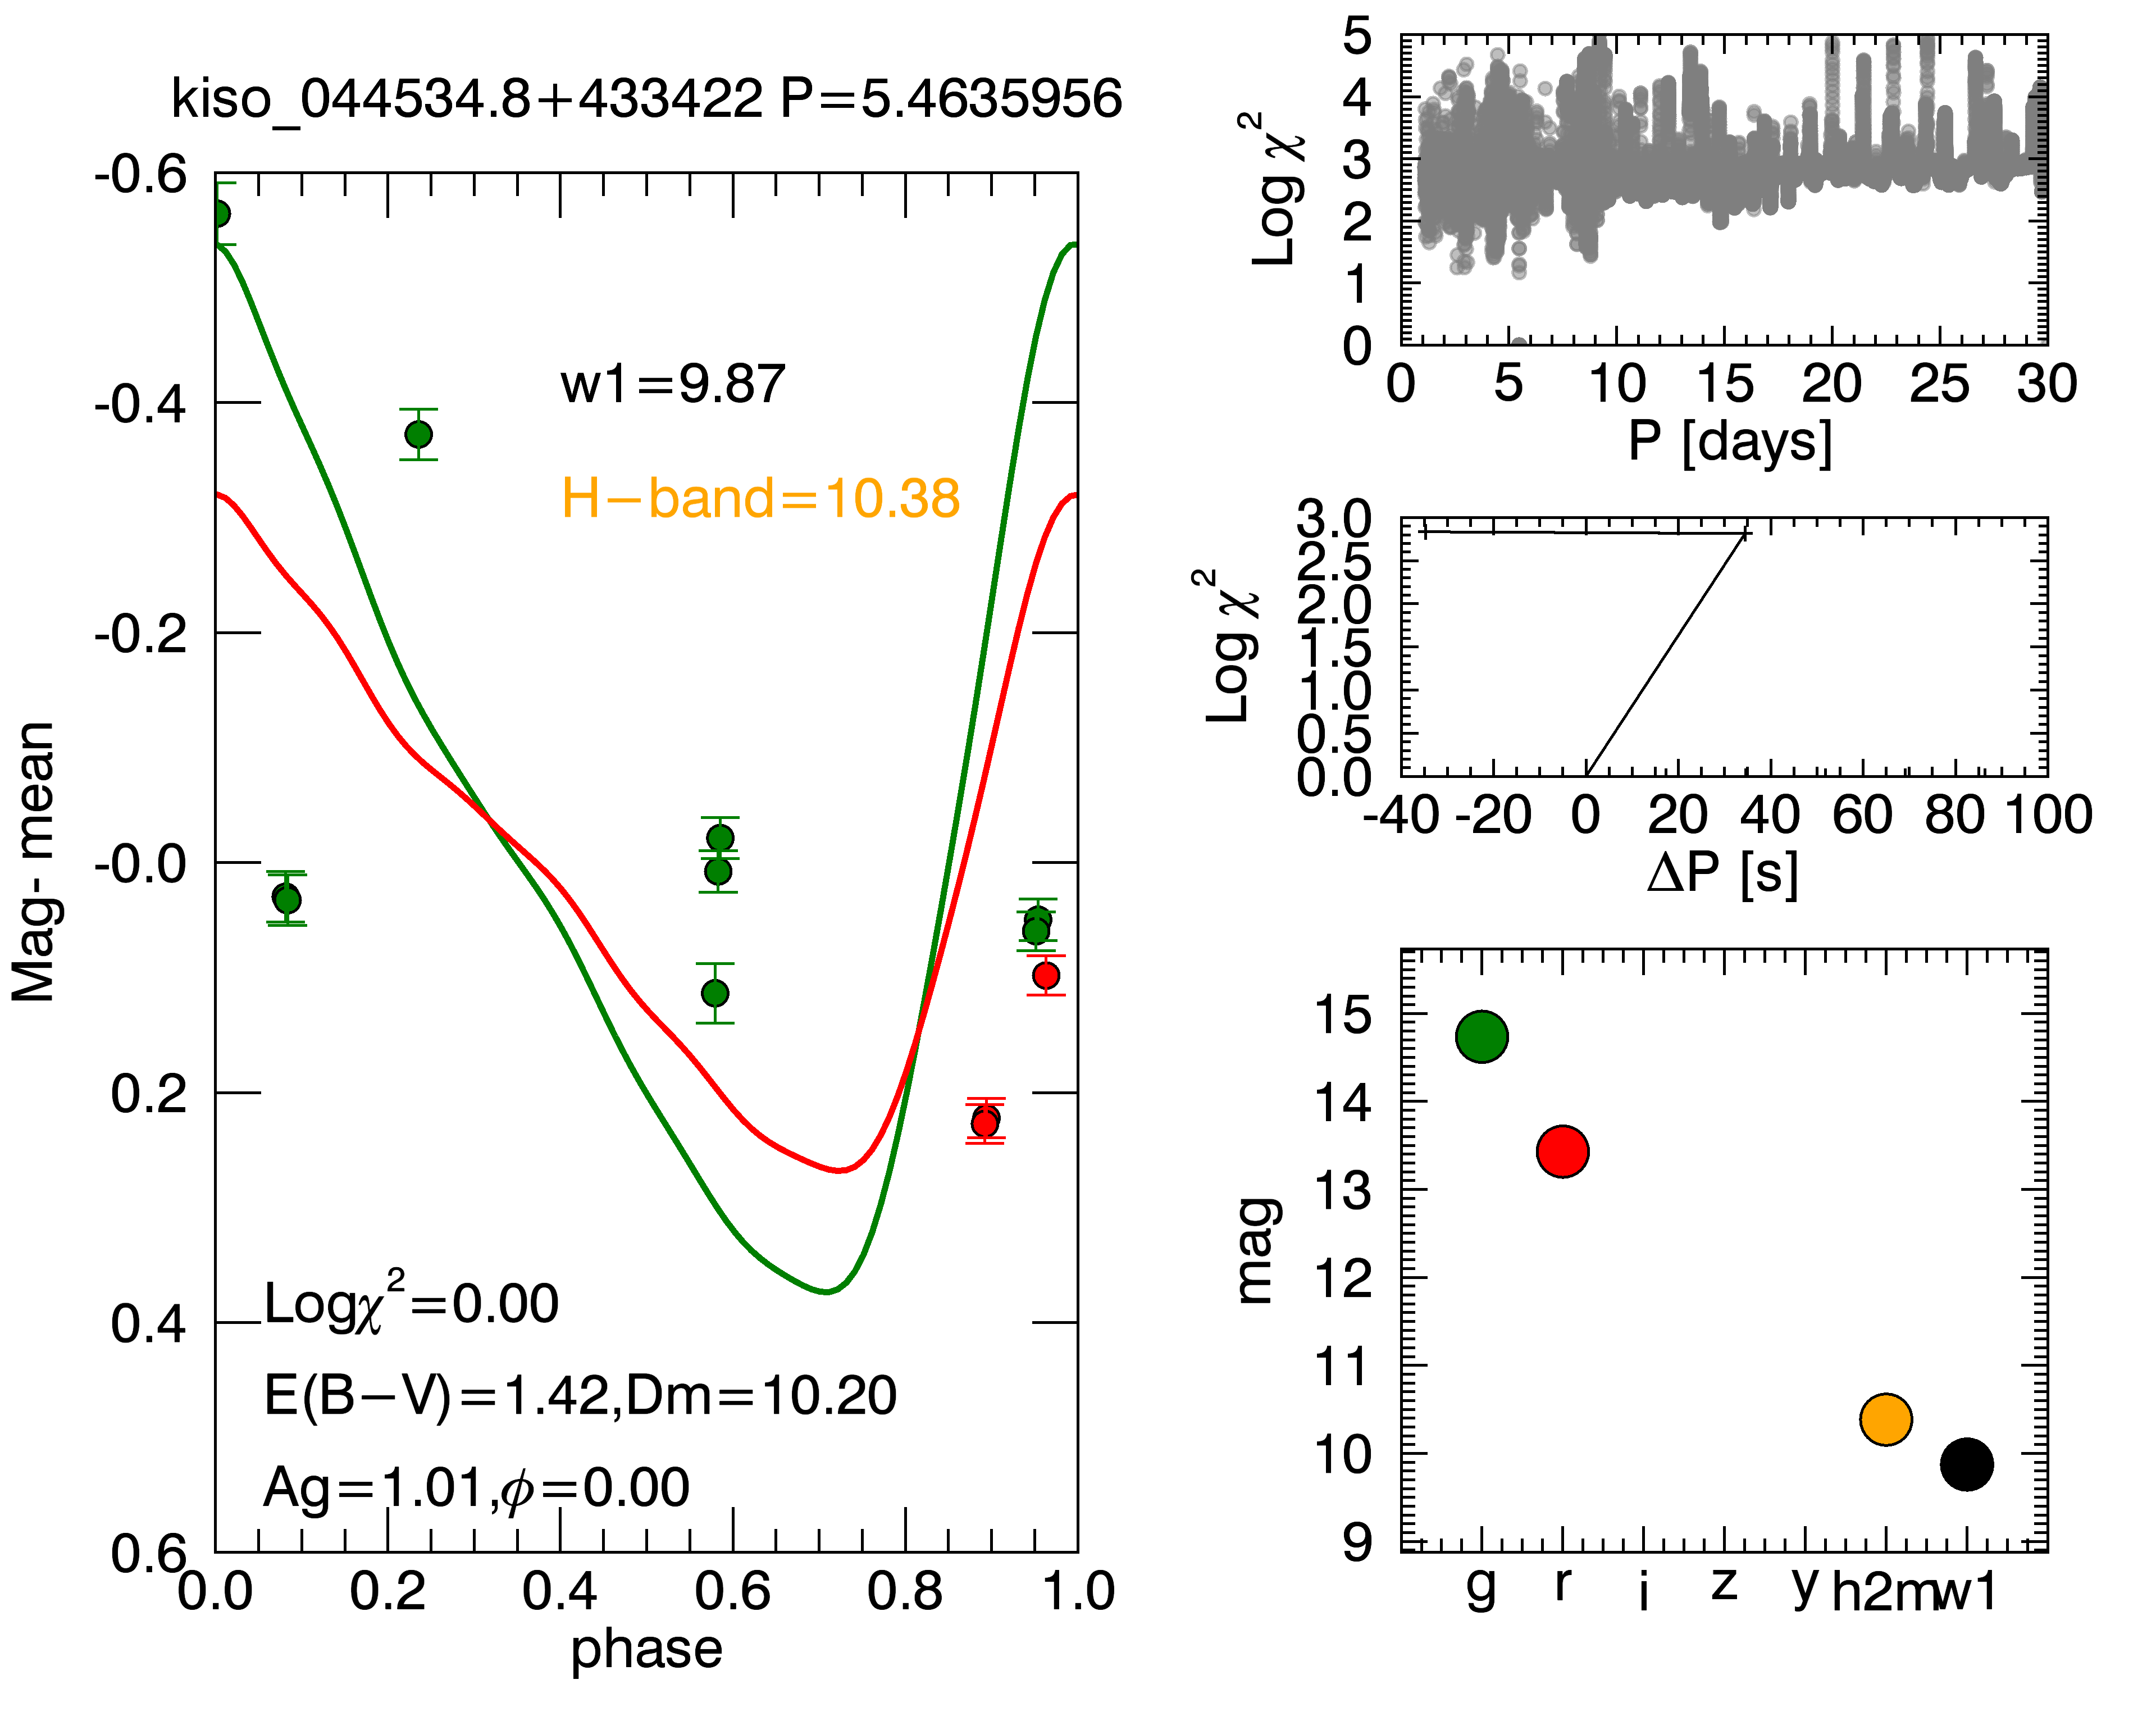 kiso_044534.8+433422 P=5.4635956
-0.6
-0.4
-0.2
-0.0
0.2
0.4
0.6
Mag- mean
w1=9.87
H-band=10.38
Logχ²=0.00
E(B-V)=1.42,Dm=10.20
Ag=1.01,ϕ=0.00
0.0 0.2 0.4 0.6 0.8 1.0
phase
5
4
3
2
1
0
Log χ²
0 5 10 15 20 25 30
P [days]
3.0
2.5
2.0
1.5
1.0
0.5
0.0
Log χ²
-40 -20 0 20 40 60 80 100
ΔP [s]
15
14
13
12
11
10
9
mag
g r i z y h2m w1